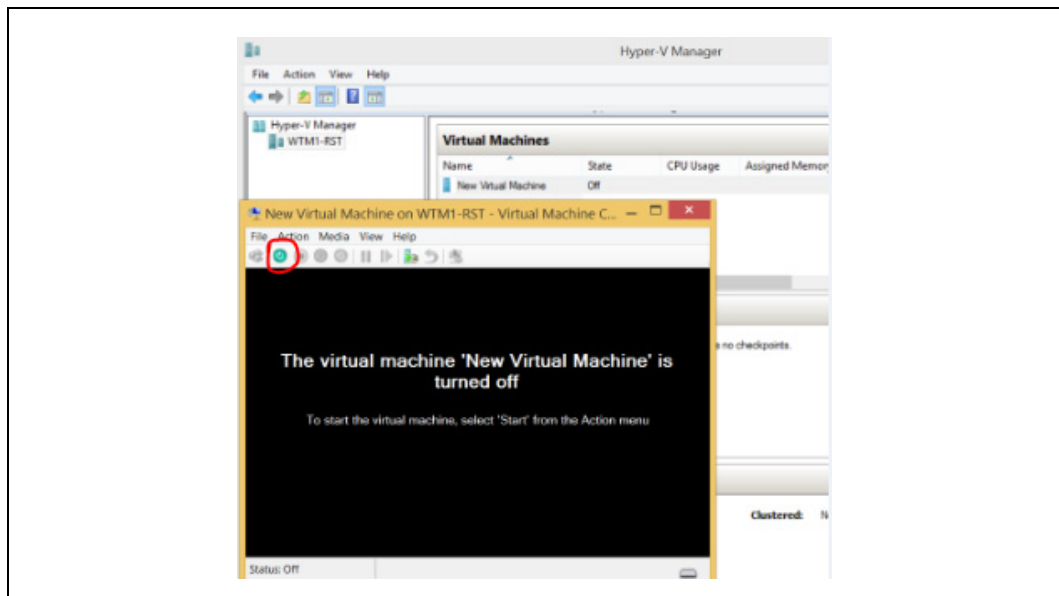 Hyper-V Manager
File Action View Help
Hyper-V Manager
WTM1-RST
Virtual Machines
Name State CPU Usage Assigned Memor
New Virtual Machine Off
New Virtual Machine on WTM1-RST - Virtual Machine C...
File Action Media View Help
The virtual machine 'New Virtual Machine' is
turned off
To start the virtual machine, select 'Start' from the Action menu
no checkpoints.
Clustered:
Status: Off